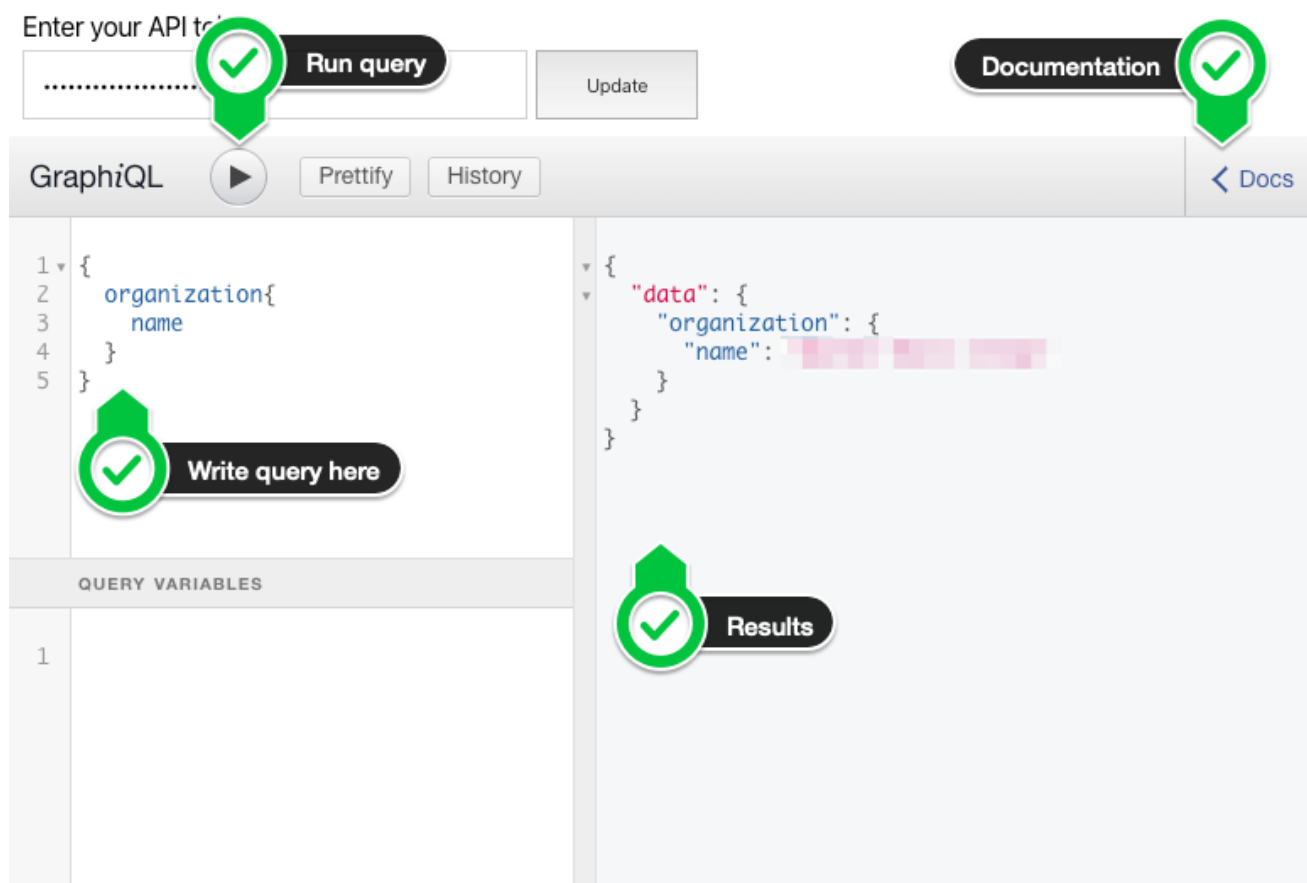 Enter your API
Run query
Update
Documentation
GraphiQL
Prettify
History
Docs
1 {
2 organization{
3 name
4 }
5 }
Write query here
QUERY VARIABLES
1
{
"data": {
"organization": {
"name":
}
}
}
Results